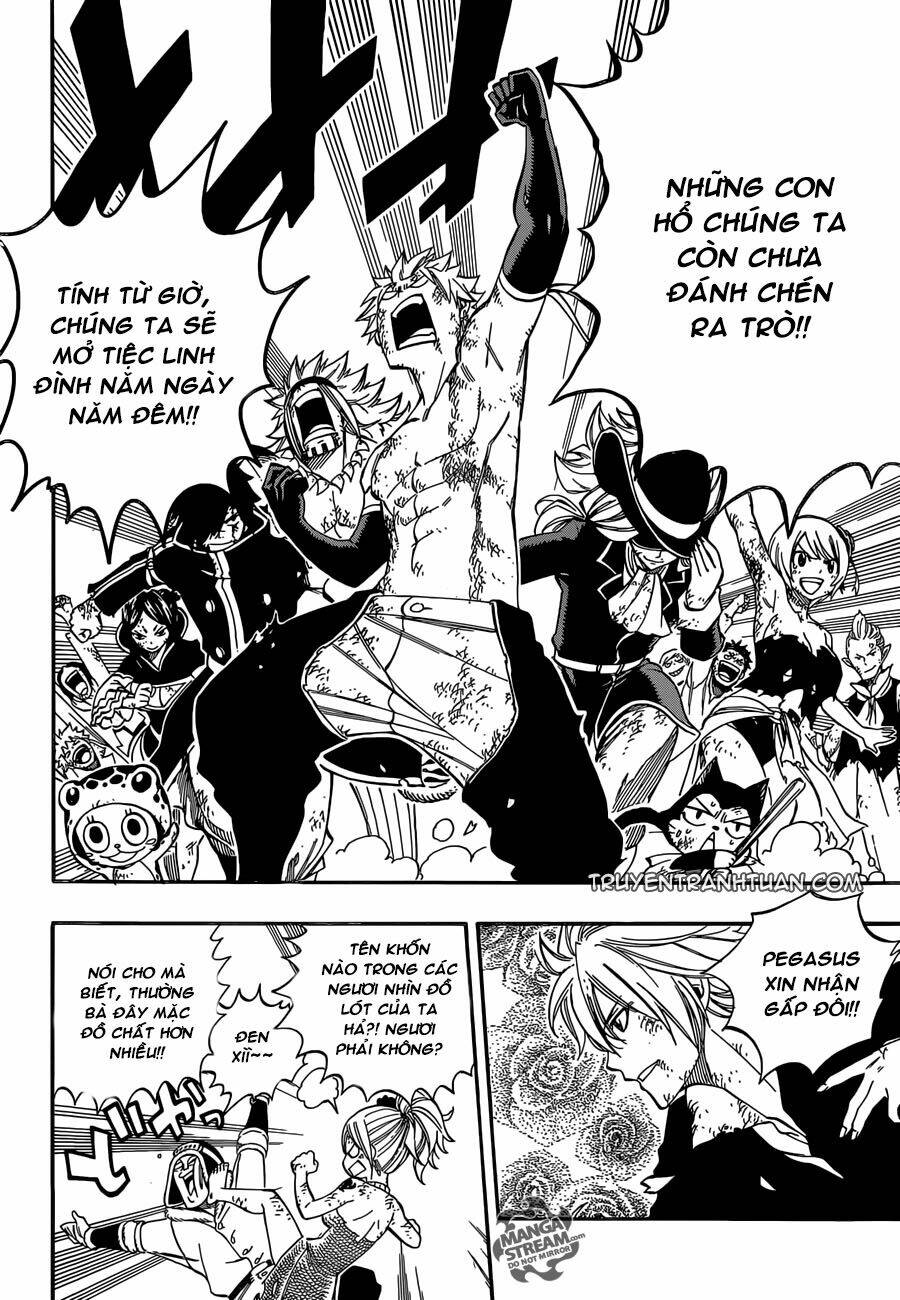 NHỮNG CON
HỔ CHÚNG TA
CÒN CHƯA
ĐÁNH CHÉN
RA TRÒ!!
TÍNH TỪ GIỜ,
CHÚNG TA SẼ
MỞ TIỆC LINH
ĐÌNH NĂM NGÀY
NĂM ĐÊM!!
TRUYENTRANHTUAN.COM
PEGASUS
XIN NHẬN
GẤP ĐÔI!!!
TÊN KHỐN
NÀO TRONG CÁC
NGƯƠI NHÌN ĐỒ
LÓT CỦA TA
HẢ?! NGƯƠI
PHẢI KHÔNG?
ĐEN
XÌÌ~~
NÓI CHO MÀ
BIẾT, THƯỜNG
BÀ ĐÂY MẶC
ĐỒ CHẤT HƠN
NHIỀU!!
MANGA
STREAM.COM
DO NOT MIRROR